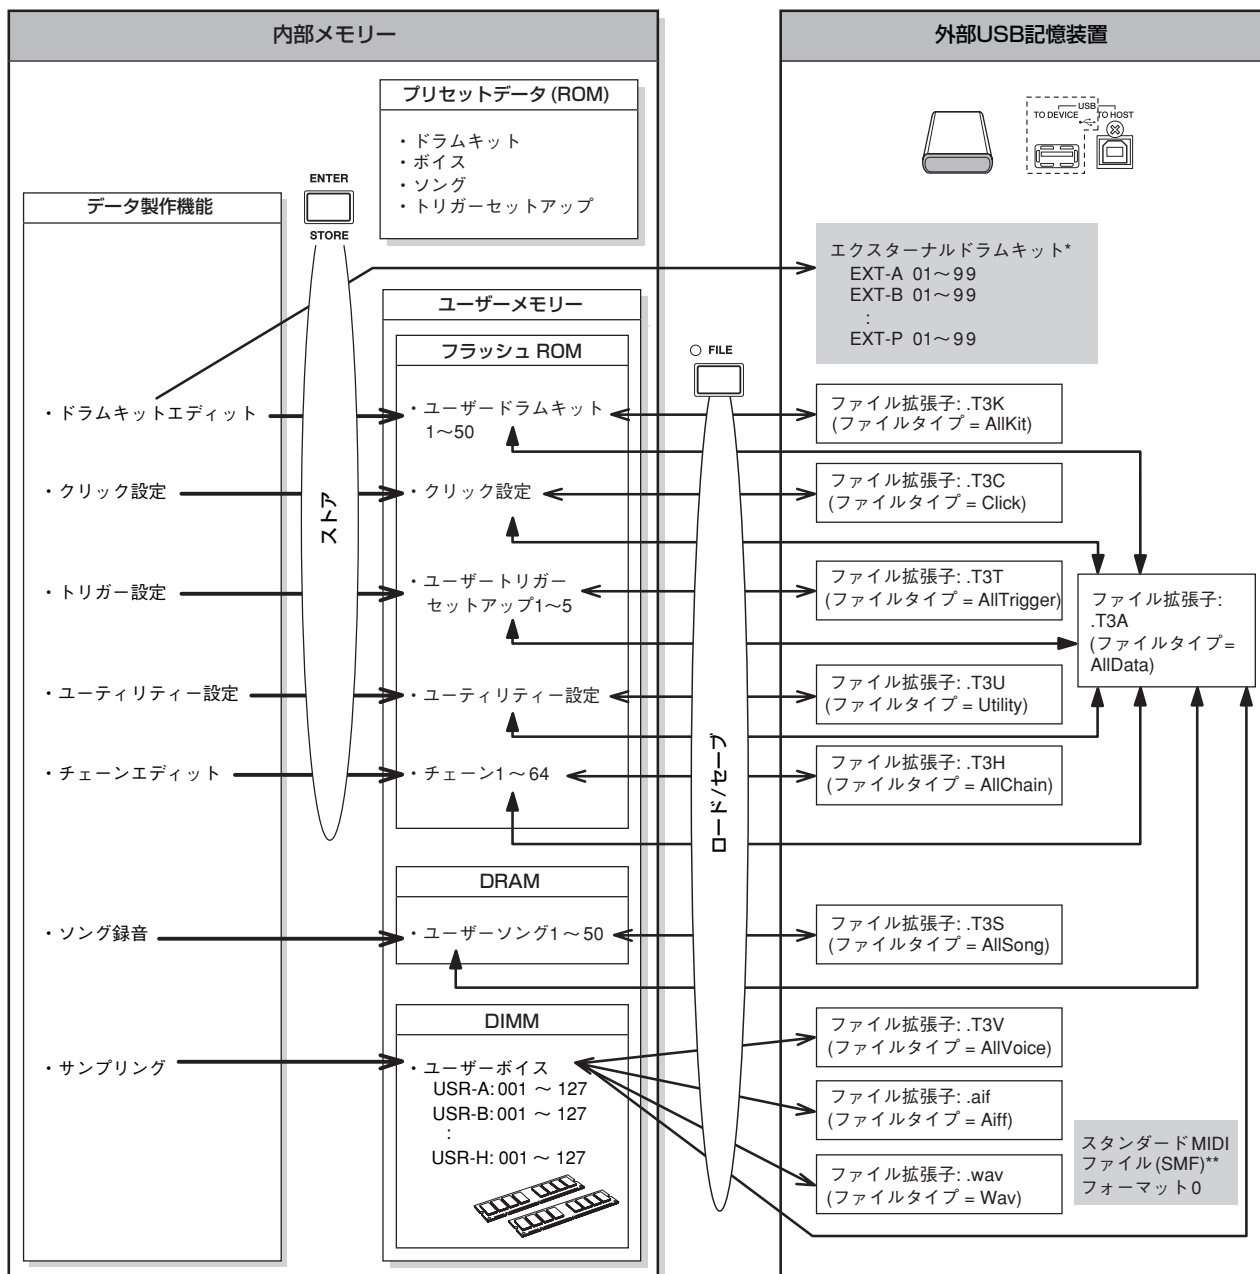 内部メモリー
外部USB記憶装置
プリセットデータ (ROM)
・ドラムキット
・ボイス
・ソング
・トリガーセットアップ
USB
TO DEVICE
TO HOST
ENTER
STORE
データ製作機能
エクスターナルドラムキット*
EXT-A 01〜99
EXT-B 01〜99
:
EXT-P 01〜99
ユーザーメモリー
フラッシュ ROM
FILE
・ドラムキットエディット
・ユーザードラムキット
1〜50
ファイル拡張子: .T3K
(ファイルタイプ = AllKit)
・クリック設定
・クリック設定
ファイル拡張子: .T3C
(ファイルタイプ = Click)
ストア
・トリガー設定
・ユーザートリガー
セットアップ1〜5
ファイル拡張子: .T3T
(ファイルタイプ = AllTrigger)
ファイル拡張子:
.T3A
(ファイルタイプ=
AllData)
・ユーティリティー設定
・ユーティリティー設定
ファイル拡張子: .T3U
(ファイルタイプ = Utility)
・チェーンエディット
・チェーン1〜64
ロード/セーブ
ファイル拡張子: .T3H
(ファイルタイプ = AllChain)
DRAM
・ソング録音
・ユーザーソング1〜50
ファイル拡張子: .T3S
(ファイルタイプ = AllSong)
DIMM
・サンプリング
・ユーザーボイス
USR-A: 001 〜 127
USR-B: 001 〜 127
:
USR-H: 001 〜 127
ファイル拡張子: .T3V
(ファイルタイプ = AllVoice)
ファイル拡張子: .aif
(ファイルタイプ = Aiff)
ファイル拡張子: .wav
(ファイルタイプ = Wav)
スタンダードMIDI
ファイル(SMF)**
フォーマット0